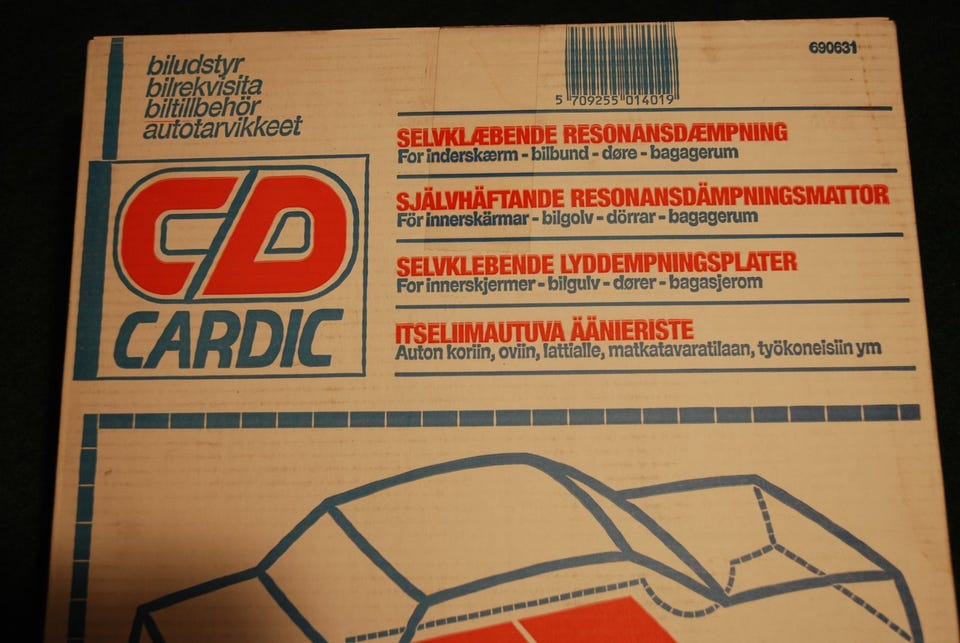 biludstyr
bilrekvisita
biltillbehör
autotarvikkeet
5 709255 014019
690631
CD
CARDIC
SELVKLÆBENDE RESONANSDÆMPNING
For inderskærm - bilbund - døre - bagagerum
SJÄLVHÄFTANDE RESONANSDÄMPNINGSMATTOR
För innerskärmar - bilgolv - dörrar - bagagerum
SELVKLEBENDE LYDDEMPNINGSPLATER
For innerskjermer - bilgulv - dører - bagasjerom
ITSELIIMAUTUVA ÄÄNIERISTE
Auton koriin, oviin, lattialle, matkatavaratilaan, työkoneisiin ym